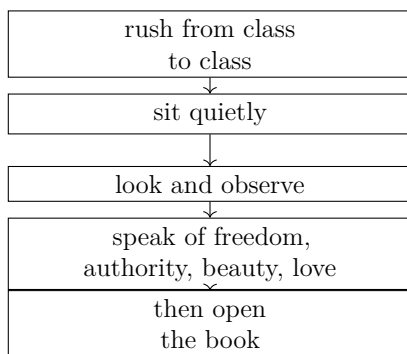 rush from class
to class
sit quietly
look and observe
speak of freedom,
authority, beauty, love
then open
the book